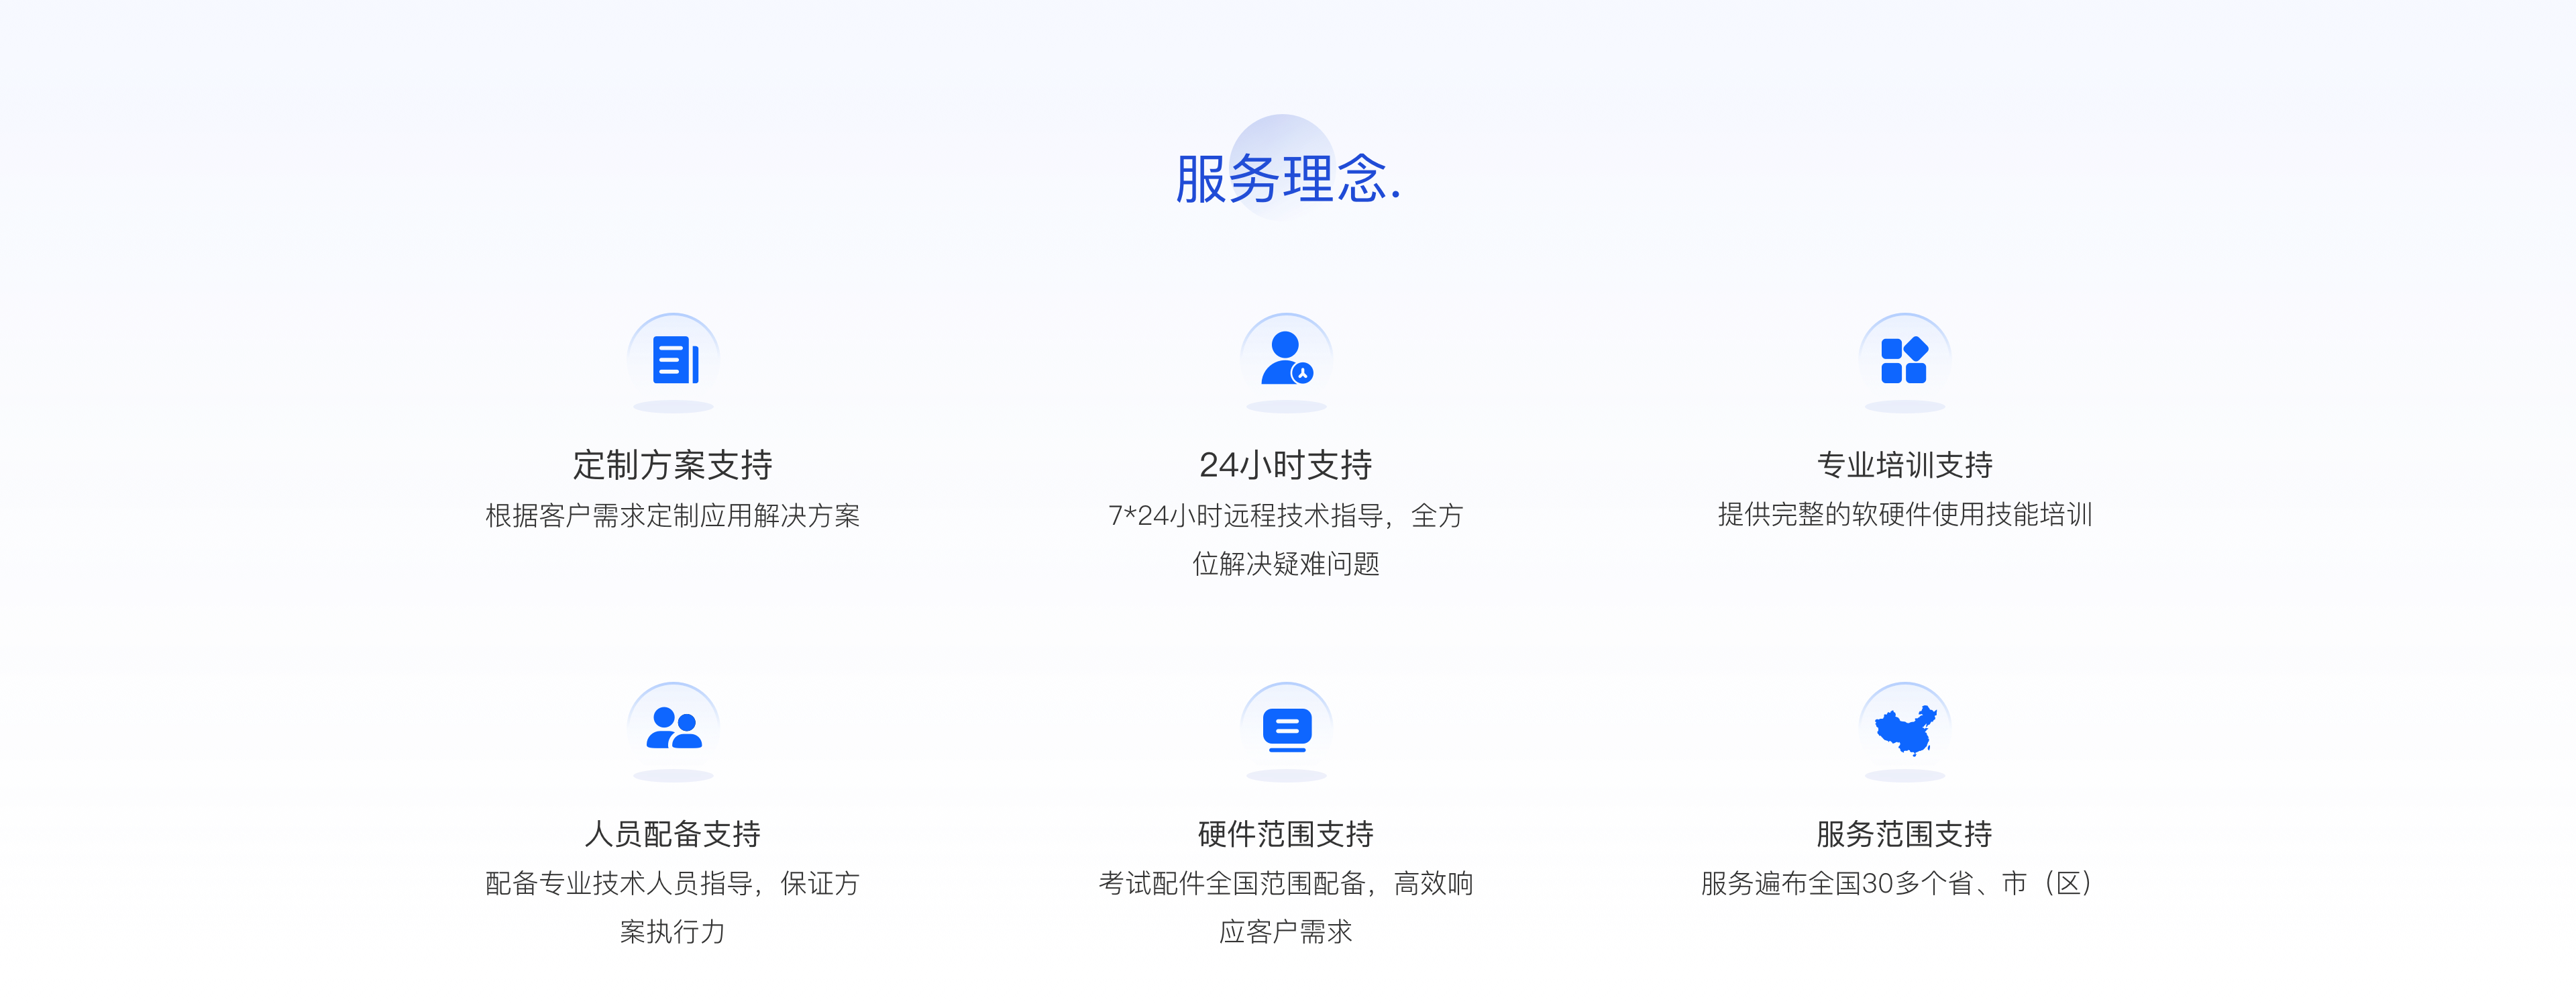 服务理念.
定制方案支持
根据客户需求定制应用解决方案
24小时支持
7*24小时远程技术指导，全方
位解决疑难问题
专业培训支持
提供完整的软硬件使用技能培训
人员配备支持
配备专业技术人员指导，保证方
案执行力
硬件范围支持
考试配件全国范围配备，高效响
应客户需求
服务范围支持
服务遍布全国30多个省、市（区）